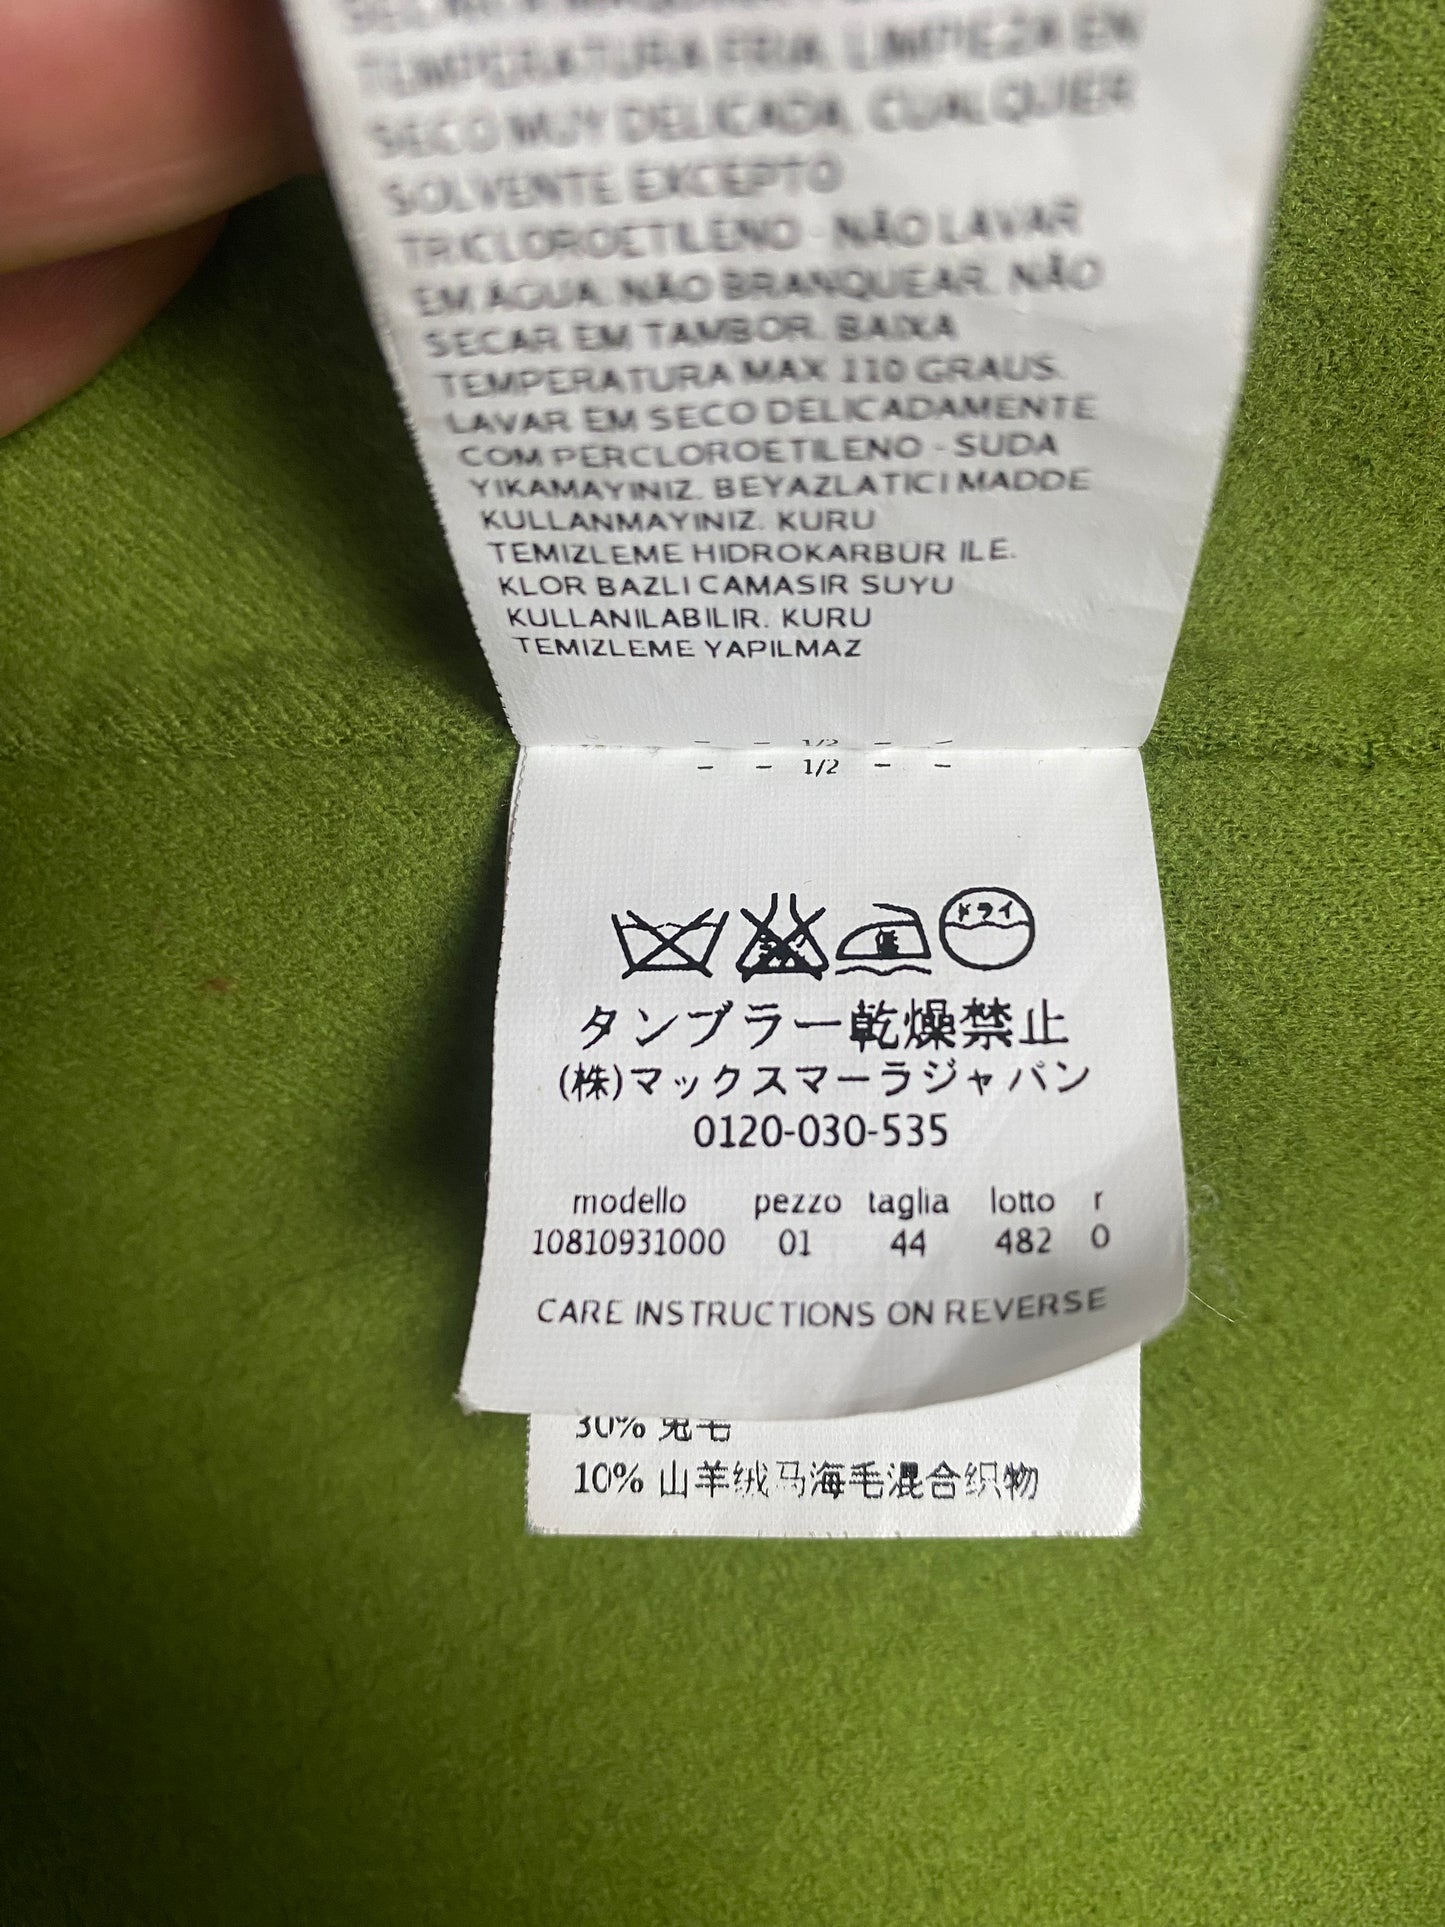 TEMPERATURA FRIA. LIMPIEZA EN
SECO MUY DELICADA, CUALQUIER
SOLVENTE EXCEPTO
TRICLOROETILENO - NÃO LAVAR
EM ÁGUA. NÃO BRANQUEAR. NÃO
SECAR EM TAMBOR. BAIXA
TEMPERATURA MAX 110 GRAUS.
LAVAR EM SECO DELICADAMENTE
COM PERCLOROETILENO - SUDA
YIKAMAYINIZ. BEYAZLATICI MADDE
KULLANMAYINIZ. KURU
TEMIZLEME HIDROKARBÜR ILE.
KLOR BAZLI CAMASIR SUYU
KULLANILABILIR. KURU
TEMIZLEME YAPILMAZ
1/2
1/2
低 ドライ
タンブラー乾燥禁止
(株)マックスマーラジャパン
0120-030-535
modello pezzo taglia lotto r
10810931000 01 44 482 0
CARE INSTRUCTIONS ON REVERSE
30% 兔毛
10% 山羊绒马海毛混合织物